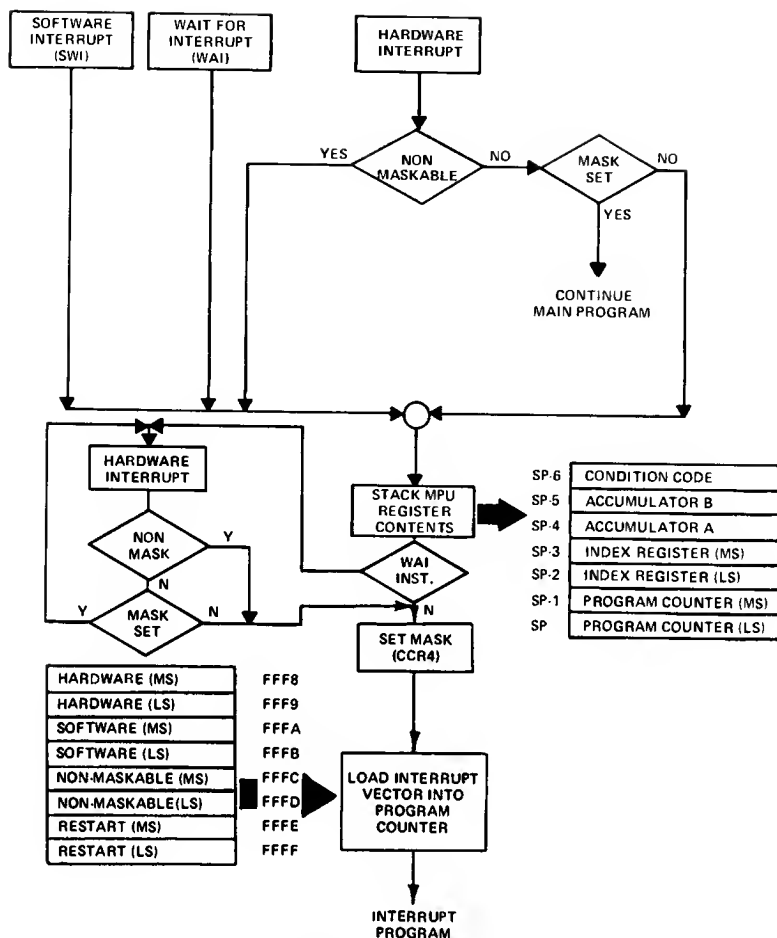 SOFTWARE
INTERRUPT
(SWI)
WAIT FOR
INTERRUPT
(WAI)
HARDWARE
INTERRUPT
YES
NON
MASKABLE
NO
MASK
SET
NO
YES
CONTINUE
MAIN PROGRAM
HARDWARE
INTERRUPT
NON
MASK
Y
N
Y
MASK
SET
N
STACK MPU
REGISTER
CONTENTS
WAI
INST.
N
SET MASK
(CCR4)
SP-6 CONDITION CODE
SP-5 ACCUMULATOR B
SP-4 ACCUMULATOR A
SP-3 INDEX REGISTER (MS)
SP-2 INDEX REGISTER (LS)
SP-1 PROGRAM COUNTER (MS)
SP PROGRAM COUNTER (LS)
HARDWARE (MS) FFF8
HARDWARE (LS) FFF9
SOFTWARE (MS) FFFA
SOFTWARE (LS) FFFB
NON-MASKABLE (MS) FFFC
NON-MASKABLE(LS) FFFD
RESTART (MS) FFFE
RESTART (LS) FFFF
LOAD INTERRUPT
VECTOR INTO
PROGRAM
COUNTER
INTERRUPT
PROGRAM